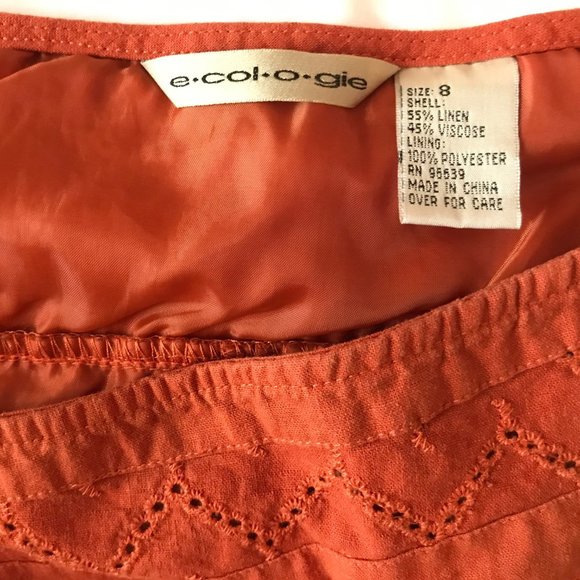 e·col·o·gie
SIZE: 8
SHELL:
55% LINEN
45% VISCOSE
LINING:
100% POLYESTER
RN 96639
MADE IN CHINA
OVER FOR CARE